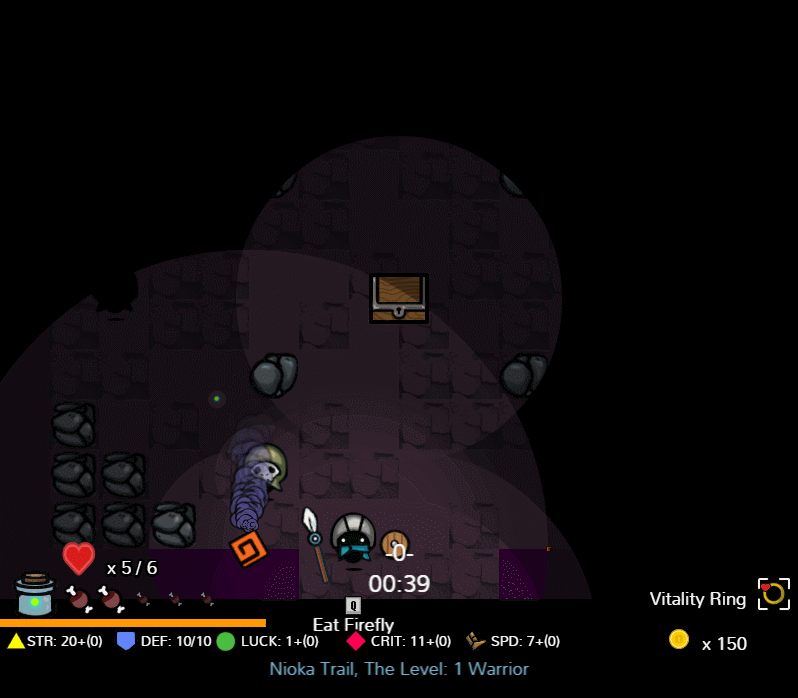 -0-
00:39
x 5 / 6
Q
Eat Firefly
Vitality Ring
STR: 20+(0) DEF: 10/10 LUCK: 1+(0) CRIT: 11+(0) SPD: 7+(0)
x 150
Nioka Trail, The Level: 1 Warrior